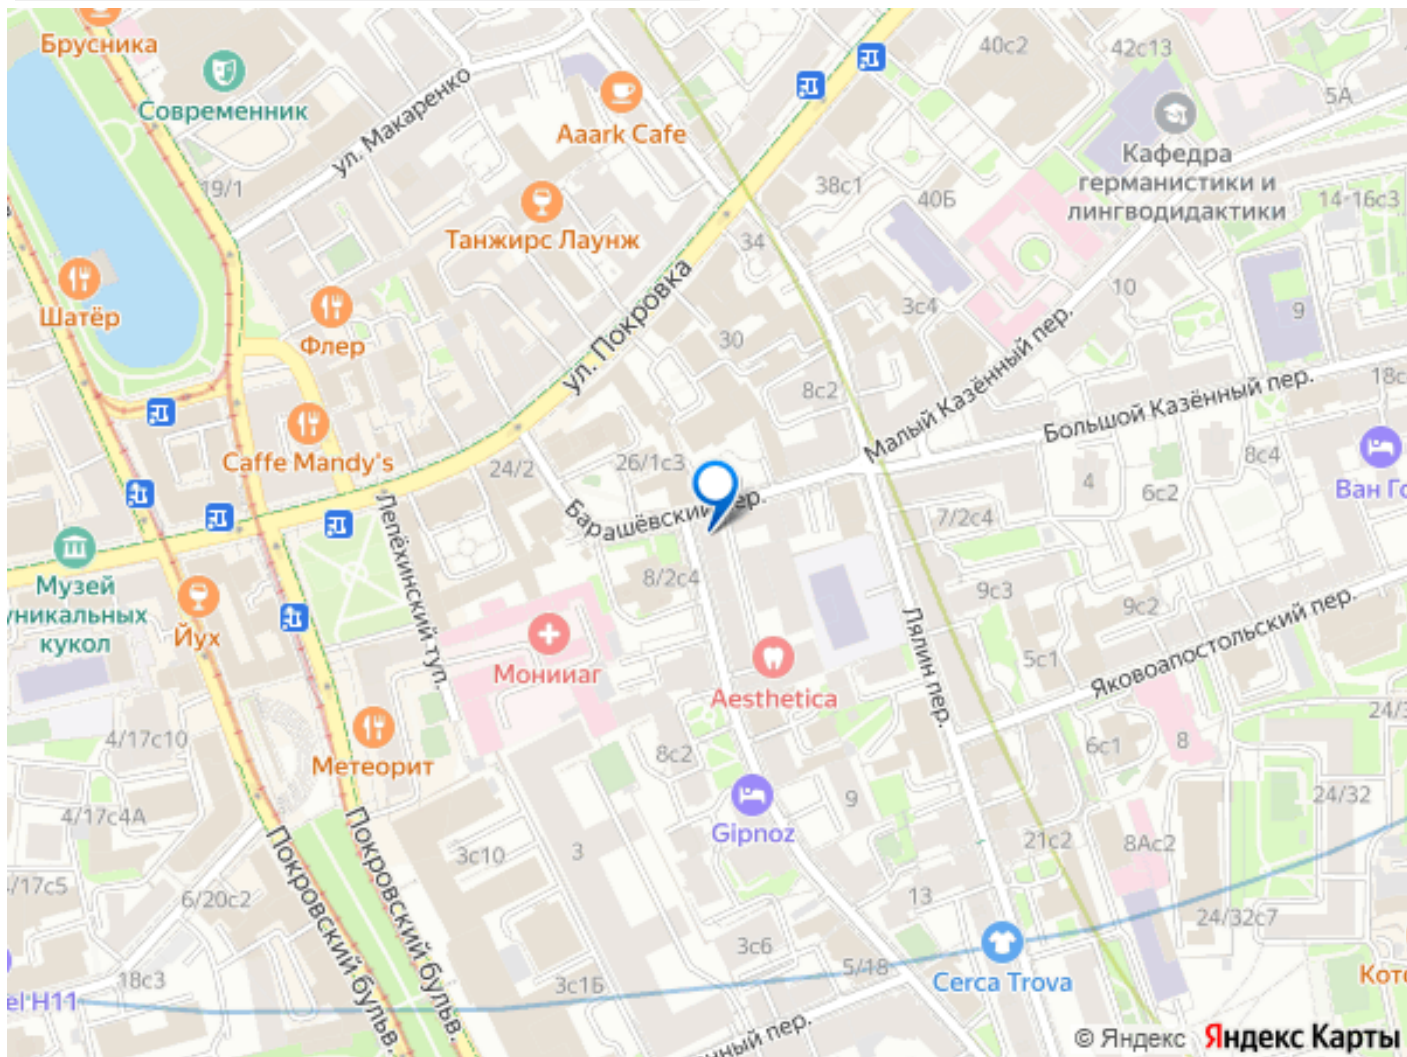 Брусника
Современник
ул. Макаренко
19/1
Aaark Cafe
40с2
42с13
5А
Кафедра
германистики и
лингводидактики
38с1
40Б
14-16с3
Танжирс Лаунж
34
Шатёр
Флер
ул. Покровка
30
3с4
10
9
8с2
Малый Казённый пер.
Большой Казённый пер.
18с
Caffe Mandy's
24/2
26/1с3
Барашёвский пер.
4
6с2
8с4
Ван Го
7/2с4
Лепёхинский туп.
Музей
уникальных
кукол
Йух
8/2с4
9с3
9с2
Мониаг
Aesthetica
Лялин пер.
5с1
Яковоапостольский пер.
4/17с10
Метеорит
8с2
6с1
8
24/3
4/17с4А
Gipnoz
9
24/32
Покровский бульв.
Покровский бульв.
3с10
3
21с2
8Ас2
/17с5
6/20с2
13
24/32с7
18с3
3с6
3с1Б
5/18
Cerca Trova
Кото
el H11
нный пер.
© Яндекс Яндекс Карты